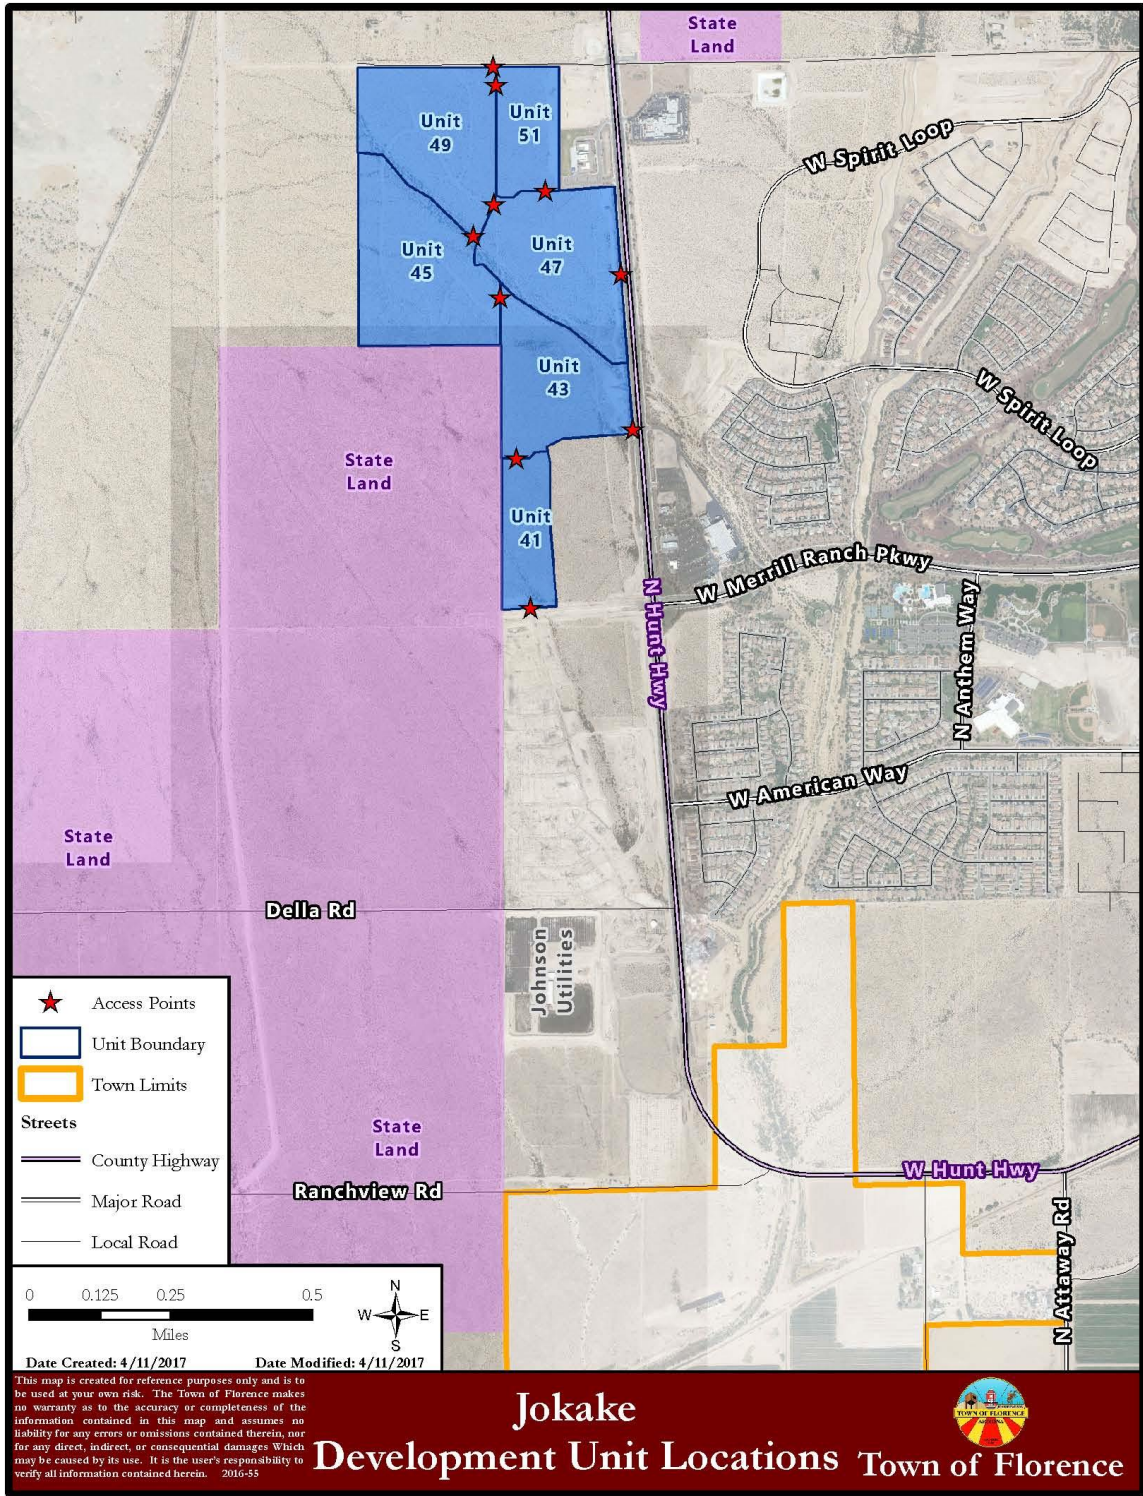 State
Land
Unit
49
Unit
51
W Spirit Loop
Unit
45
Unit
47
Unit
43
W Spirit Loop
State
Land
Unit
41
W Merrill Ranch Pkwy
N Hunt Hwy
N Anthem Way
W American Way
State
Land
Della Rd
Johnson
Utilities
State
Land
Ranchview Rd
W Hunt Hwy
N Attaway Rd
Access Points
Unit Boundary
Town Limits
Streets
County Highway
Major Road
Local Road
0 0.125 0.25 0.5
Miles
N
W E
S
Date Created: 4/11/2017 Date Modified: 4/11/2017
This map is created for reference purposes only and is to
be used at your own risk. The Town of Florence makes
no warranty as to the accuracy or completeness of the
information contained in this map and assumes no
liability for any errors or omissions contained therein, nor
for any direct, indirect, or consequential damages Which
may be caused by its use. It is the user's responsibility to
verify all information contained herein. 2016-55
Jokake
Development Unit Locations
TOWN OF FLORENCE
ARIZONA
Town of Florence